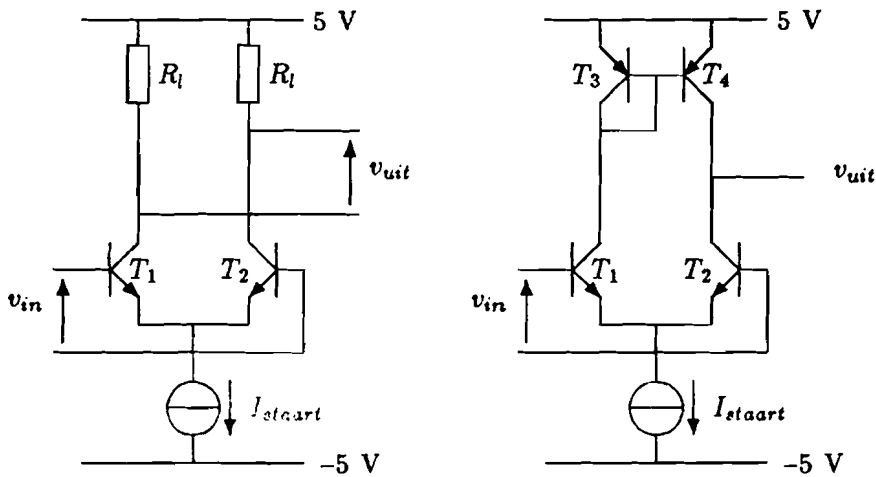 5 V
R_l
R_l
v_uit
T_1
T_2
v_in
I_staart
−5 V
5 V
T_3
T_4
v_uit
T_1
T_2
v_in
I_staart
−5 V